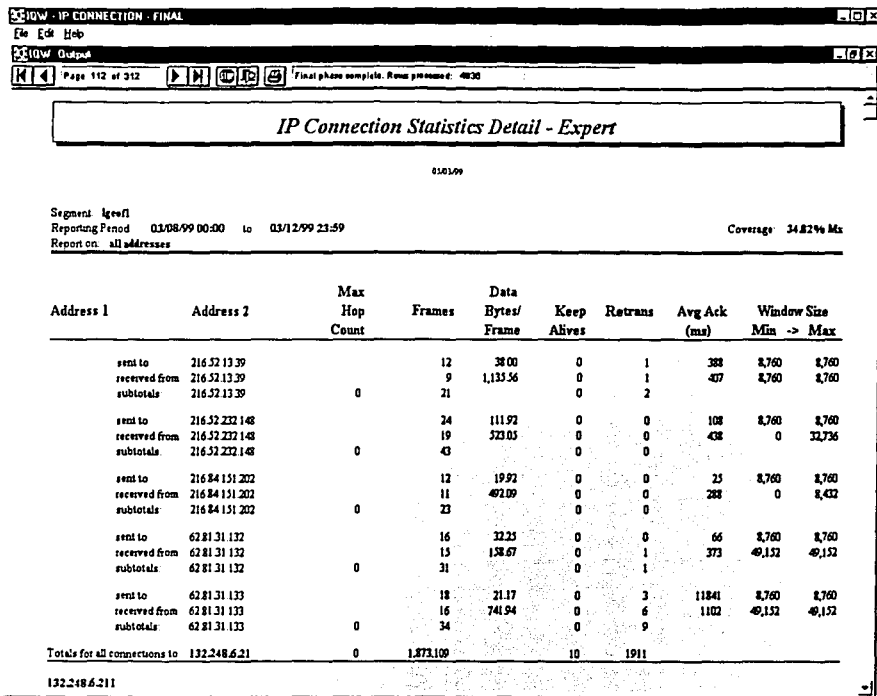 IQW - IP CONNECTION - FINAL
File Edit Help
IQW Output
Page 112 of 312 Final phase complete. Rows processed: 4838
IP Connection Statistics Detail - Expert
03/03/99
Segment:
Reporting Period 03/08/99 00:00 to 03/12/99 23:59 Coverage: 34.82% Mx
Report on: all addresses
Address 1 Address 2 Max Hop Count Frames Data Bytes/ Frame Keep Alives Retrans Avg Ack (ms) Window Size Min -> Max
sent to 216.52.13.39 12 38.00 0 1 388 8,760 8,760
received from 216.52.13.39 9 1,135.56 0 1 407 8,760 8,760
subtotals: 216.52.13.39 0 21 0 2
sent to 216.52.232.148 24 111.92 0 0 108 8,760 8,760
received from 216.52.232.148 19 523.05 0 0 438 0 32,736
subtotals: 216.52.232.148 0 43 0 0
sent to 216.84.151.202 12 19.92 0 0 25 8,760 8,760
received from 216.84.151.202 11 492.09 0 0 288 0 8,432
subtotals: 216.84.151.202 0 23 0 0
sent to 62.81.31.132 16 32.25 0 0 66 8,760 8,760
received from 62.81.31.132 15 158.67 0 1 373 49,152 49,152
subtotals: 62.81.31.132 0 31 0 1
sent to 62.81.31.133 18 21.17 0 3 11841 8,760 8,760
received from 62.81.31.133 16 741.94 0 6 1102 49,152 49,152
subtotals: 62.81.31.133 0 34 0 9
Totals for all connections to 132.248.6.21 0 1,873,109 10 1911
132.248.6.211